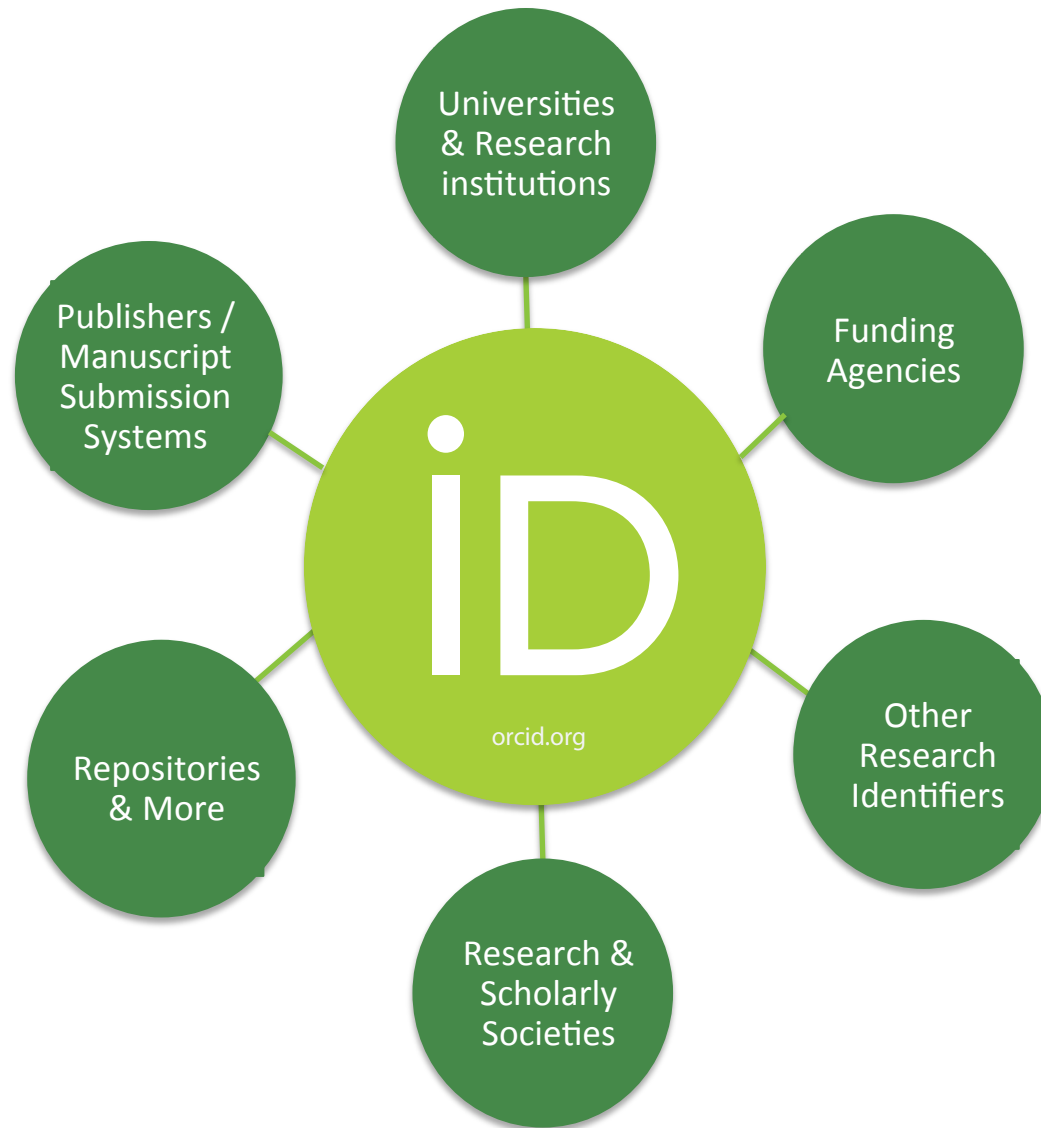 Universities
& Research
institutions
Funding
Agencies
Other
Research
Identifiers
Research &
Scholarly
Societies
Repositories
& More
Publishers /
Manuscript
Submission
Systems
iD
orcid.org